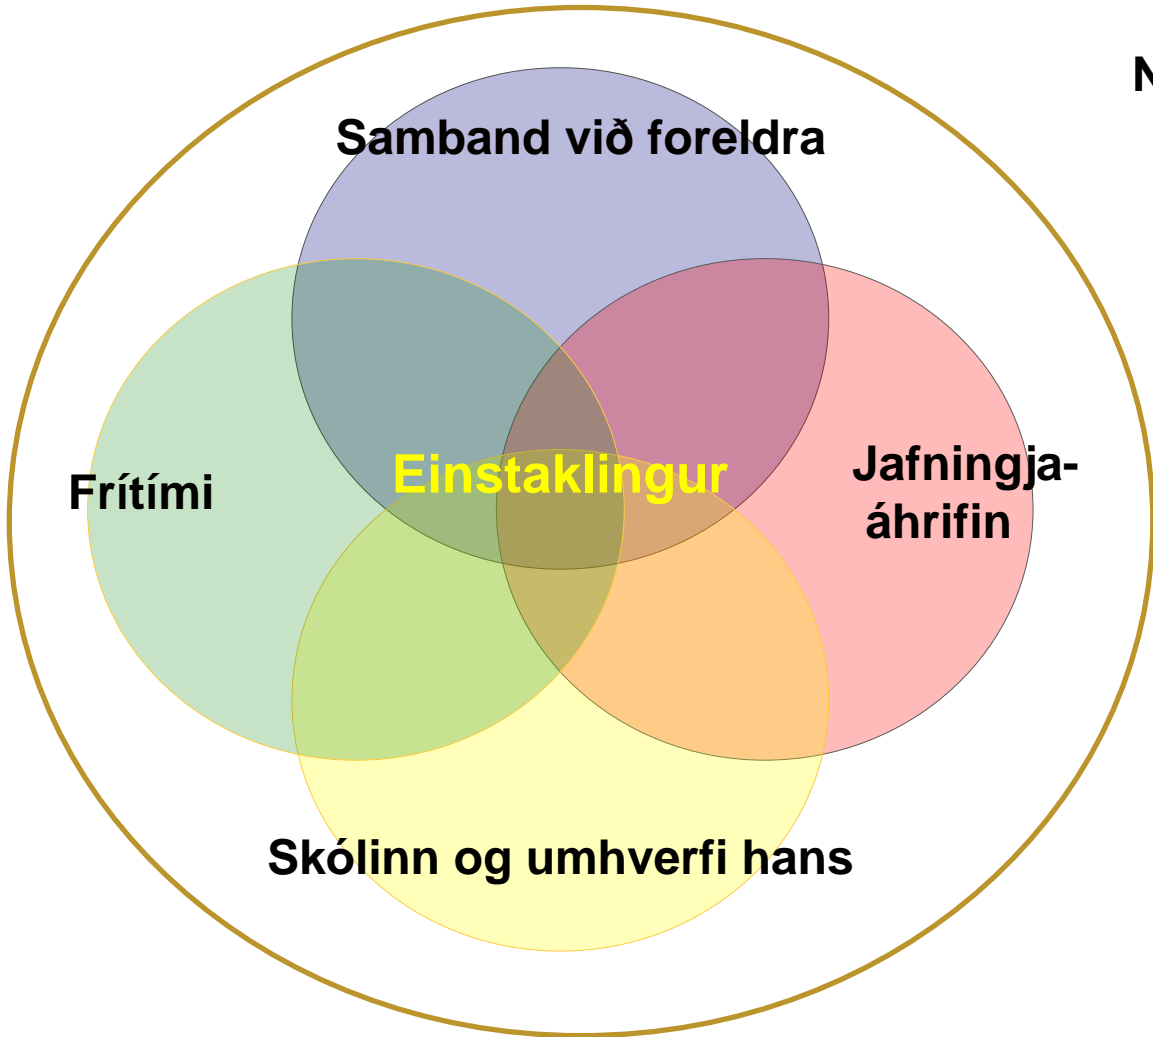 N
Samband við foreldra
Frítími
Einstaklingur
Jafningja-
áhrifin
Skólinn og umhverfi hans